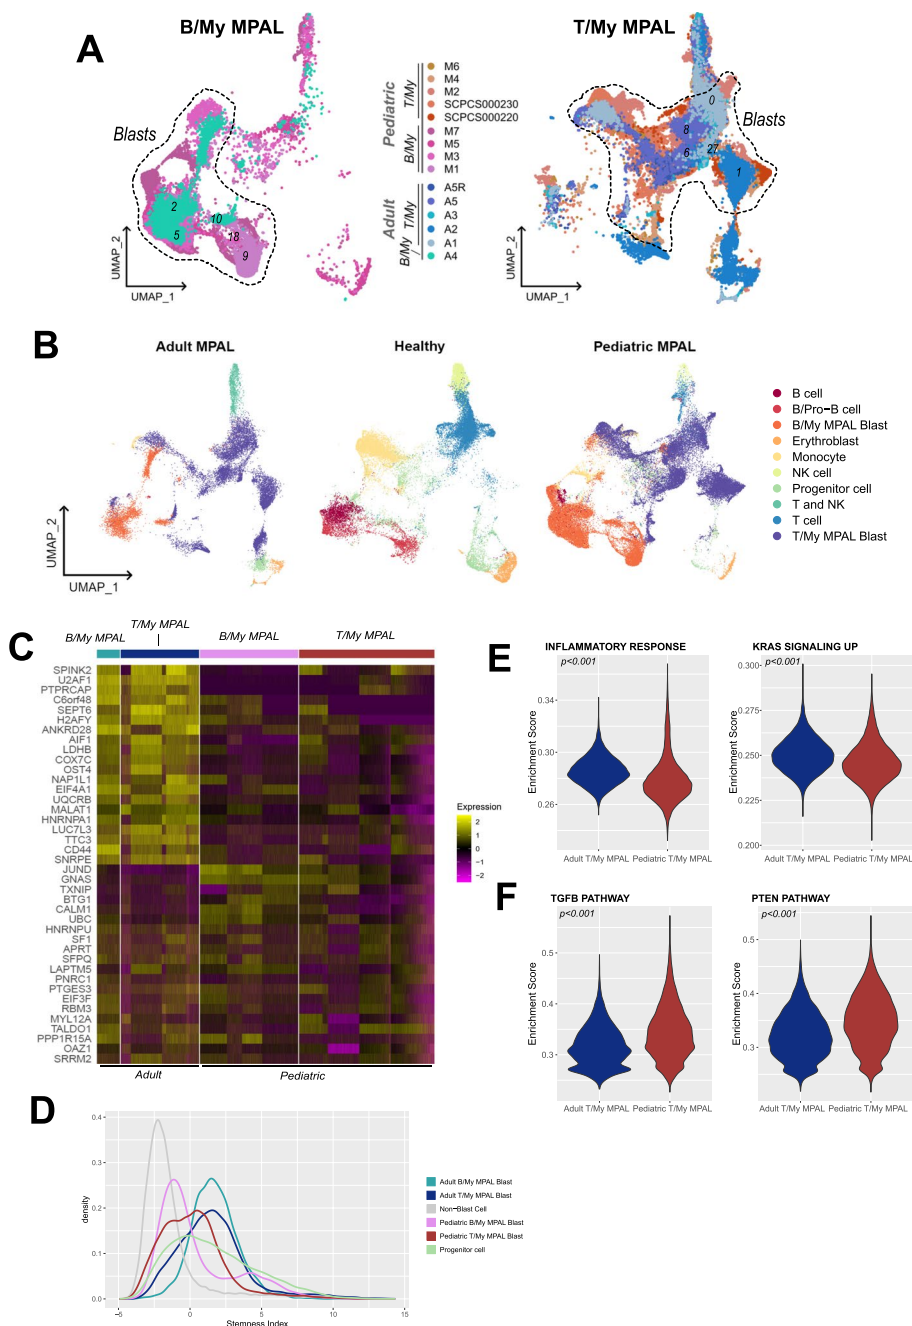 A
B/My MPAL
T/My MPAL
Blasts
2
5
10
18
9
UMAP_2
UMAP_1
Pediatric
T/My
B/My
Adult
T/My
B/My
M6
M4
M2
SCPCS000230
SCPCS000220
M7
M5
M3
M1
A5R
A5
A3
A2
A1
A4
Blasts
0
8
6
27
1
UMAP_2
UMAP_1
B
Adult MPAL
Healthy
Pediatric MPAL
UMAP_2
UMAP_1
B cell
B/Pro−B cell
B/My MPAL Blast
Erythroblast
Monocyte
NK cell
Progenitor cell
T and NK
T cell
T/My MPAL Blast
C
B/My MPAL
T/My MPAL
B/My MPAL
T/My MPAL
SPINK2
U2AF1
PTPRCAP
C6orf48
SEPT6
H2AFY
ANKRD28
AIF1
LDHB
COX7C
OST4
NAP1L1
EIF4A1
UQCRB
MALAT1
HNRNPA1
LUC7L3
TTC3
CD44
SNRPE
JUND
GNAS
TXNIP
BTG1
CALM1
UBC
HNRNPU
SF1
APRT
SFPQ
LAPTM5
PNRC1
PTGES3
EIF3F
RBM3
MYL12A
TALDO1
PPP1R15A
OAZ1
SRRM2
Adult
Pediatric
Expression
2
1
0
−1
−2
D
density
0.4
0.3
0.2
0.1
0.0
−5
0
5
10
15
Stemness Index
Adult B/My MPAL Blast
Adult T/My MPAL Blast
Non−Blast Cell
Pediatric B/My MPAL Blast
Pediatric T/My MPAL Blast
Progenitor cell
E
INFLAMMATORY RESPONSE
p<0.001
Enrichment Score
0.34
0.30
0.26
Adult T/My MPAL
Pediatric T/My MPAL
KRAS SIGNALING UP
p<0.001
Enrichment Score
0.300
0.275
0.250
0.225
0.200
Adult T/My MPAL
Pediatric T/My MPAL
F
TGFB PATHWAY
p<0.001
Enrichment Score
0.5
0.4
0.3
Adult T/My MPAL
Pediatric T/My MPAL
PTEN PATHWAY
p<0.001
Enrichment Score
0.5
0.4
0.3
Adult T/My MPAL
Pediatric T/My MPAL